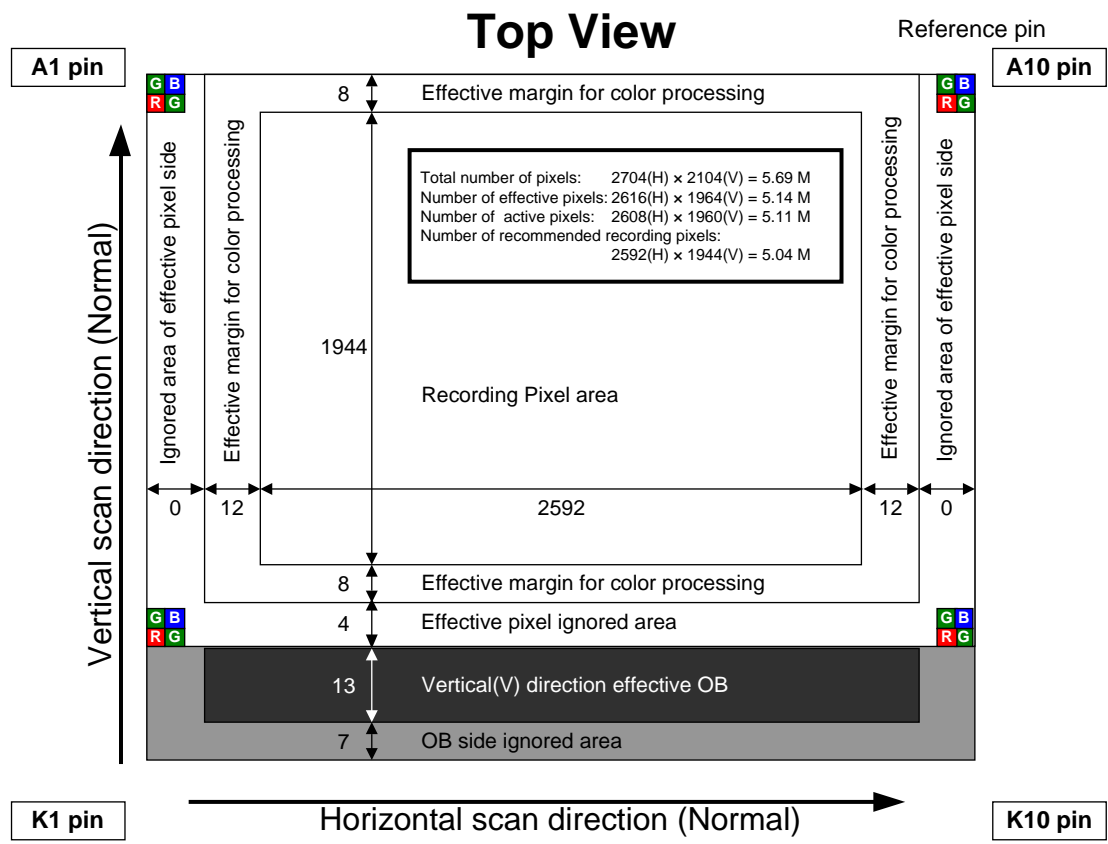 Top View
Reference pin
A1 pin
A10 pin
G B
R G
G B
R G
8
Effective margin for color processing
Vertical scan direction (Normal)
Ignored area of effective pixel side
Effective margin for color processing
Total number of pixels: 2704(H) × 2104(V) = 5.69 M
Number of effective pixels: 2616(H) × 1964(V) = 5.14 M
Number of active pixels: 2608(H) × 1960(V) = 5.11 M
Number of recommended recording pixels:
2592(H) × 1944(V) = 5.04 M
Effective margin for color processing
Ignored area of effective pixel side
1944
Recording Pixel area
0
12
2592
12
0
8
Effective margin for color processing
G B
R G
4
Effective pixel ignored area
G B
R G
13
Vertical(V) direction effective OB
7
OB side ignored area
K1 pin
Horizontal scan direction (Normal)
K10 pin